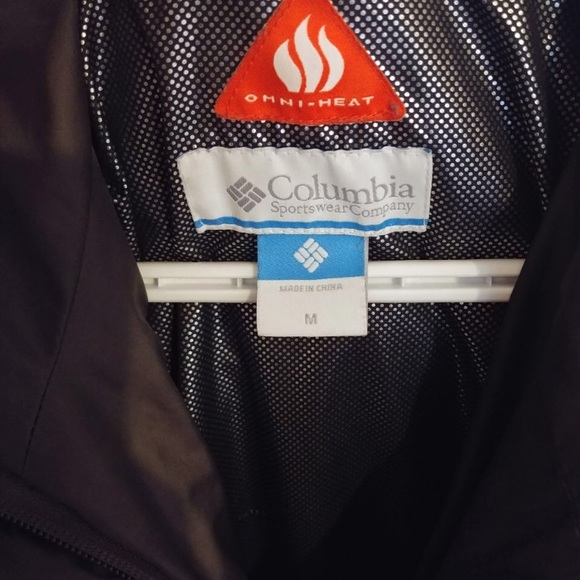 OMNI-HEAT
Columbia
Sportswear Company
MADE IN CHINA
M